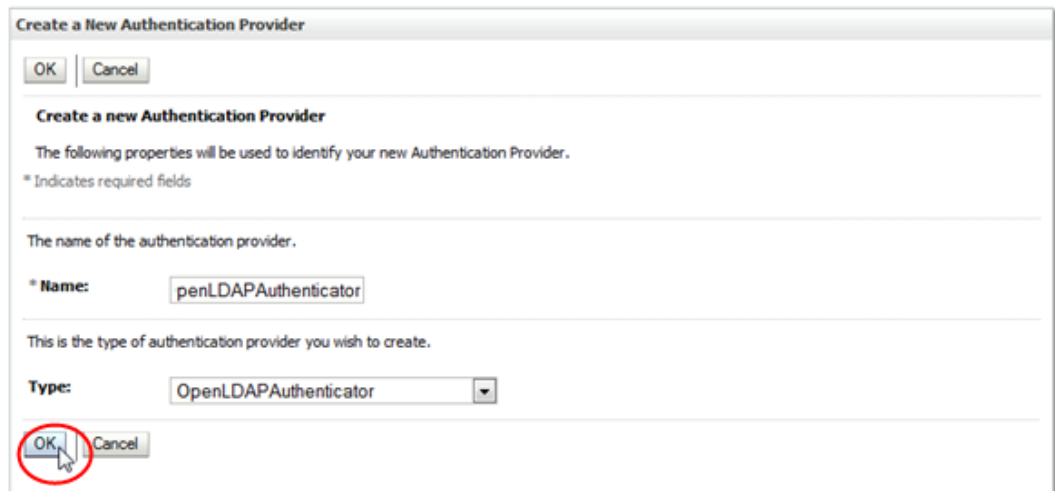 Create a New Authentication Provider
OK Cancel
Create a new Authentication Provider
The following properties will be used to identify your new Authentication Provider.
* Indicates required fields
The name of the authentication provider.
* Name: penLDAPAuthenticator
This is the type of authentication provider you wish to create.
Type: OpenLDAPAuthenticator
OK Cancel